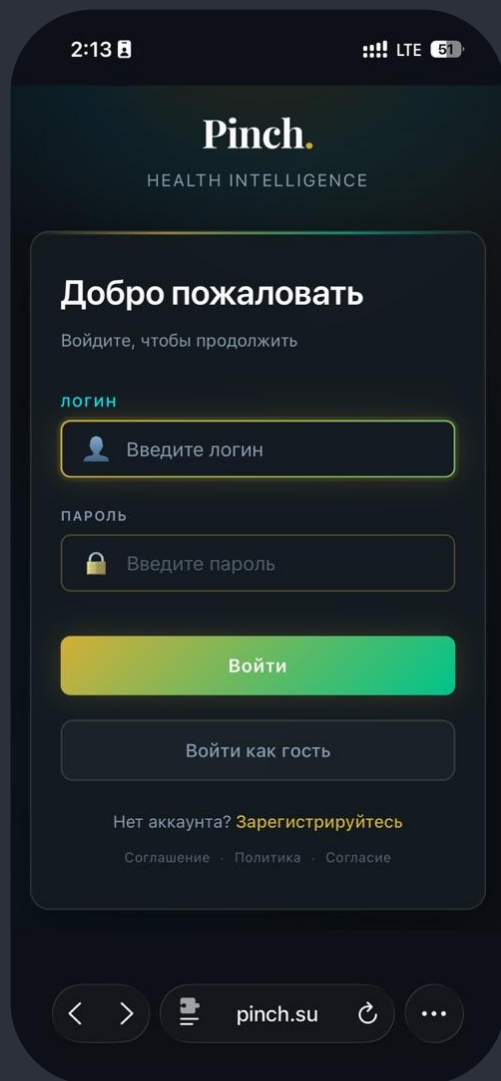 2:13 LTE 51
Pinch.
HEALTH INTELLIGENCE
Добро пожаловать
Войдите, чтобы продолжить
ЛОГИН
Введите логин
ПАРОЛЬ
Введите пароль
Войти
Войти как гость
Нет аккаунта? Зарегистрируйтесь
Соглашение · Политика · Согласие
pinch.su